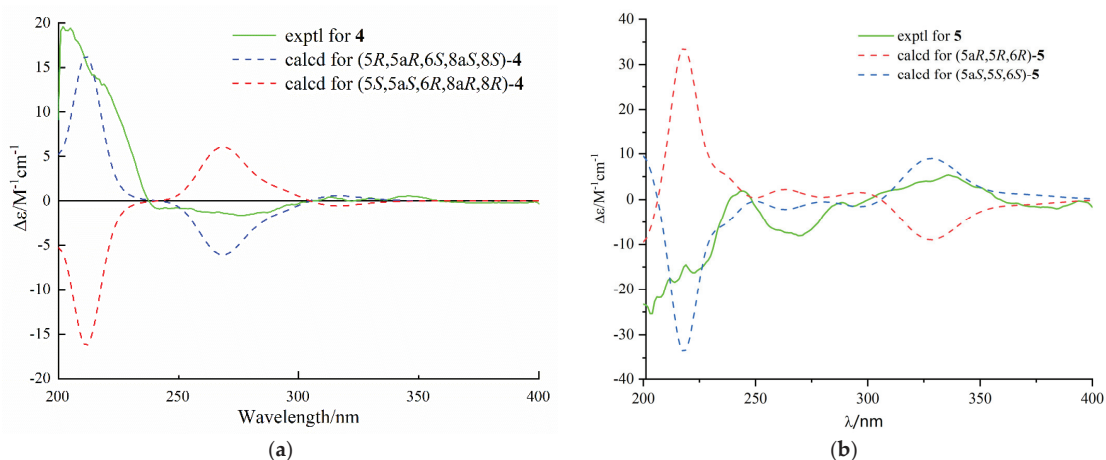 exptl for 4
calcd for (5R,5aR,6S,8aS,8S)-4
calcd for (5S,5aS,6R,8aR,8R)-4
20
15
10
5
0
-5
-10
-15
-20
Δε/M⁻¹cm⁻¹
200 250 300 350 400
Wavelength/nm
(a)
exptl for 5
calcd for (5aR,5R,6R)-5
calcd for (5aS,5S,6S)-5
40
30
20
10
0
-10
-20
-30
-40
Δε/M⁻¹cm⁻¹
200 250 300 350 400
λ/nm
(b)